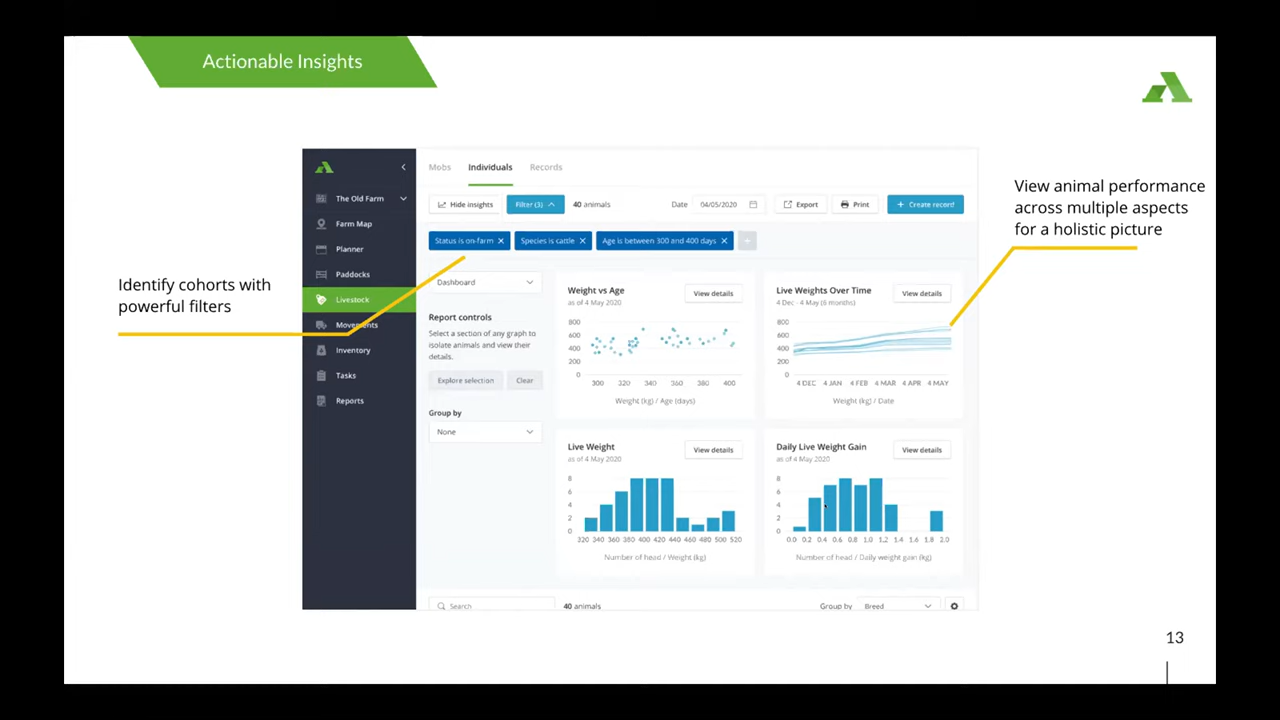 Actionable Insights
View animal performance
across multiple aspects
for a holistic picture
Identify cohorts with
powerful filters
The Old Farm
Farm Map
Planner
Paddocks
Livestock
Movements
Inventory
Tasks
Reports
Mobs Individuals Records
Hide insights Filter (3) 40 animals Date 04/05/2020 Export Print + Create record
Status is on-farm × Species is cattle × Age is between 300 and 400 days × +
Dashboard
Report controls
Select a section of any graph to
isolate animals and view their
details.
Explore selection Clear
Group by
None
Weight vs Age View details
as of 4 May 2020
800
600
400
200
0
300 320 340 360 380 400
Weight (kg) / Age (days)
Live Weights Over Time View details
4 Dec - 4 May (6 months)
800
600
400
200
0
4 DEC 4 JAN 4 FEB 4 MAR 4 APR 4 MAY
Weight (kg) / Date
Live Weight View details
as of 4 May 2020
8
6
4
2
0
320 340 360 380 400 420 440 460 480 500 520
Number of head / Weight (kg)
Daily Live Weight Gain View details
as of 4 May 2020
8
6
4
2
0
0.0 0.2 0.4 0.6 0.8 1.0 1.2 1.4 1.6 1.8 2.0
Number of head / Daily weight gain (kg)
Search 40 animals Group by Breed
13